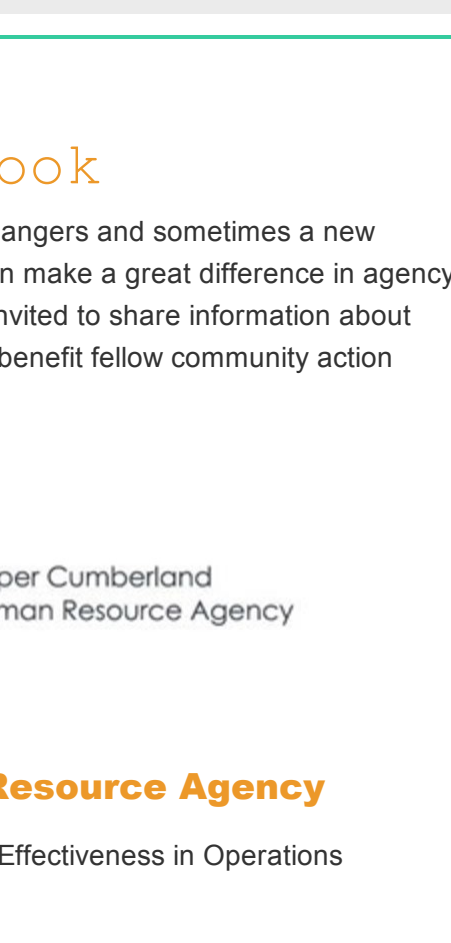 ook
angers and sometimes a new
n make a great difference in agency
nvited to share information about
benefit fellow community action
per Cumberland
man Resource Agency
Resource Agency
Effectiveness in Operations